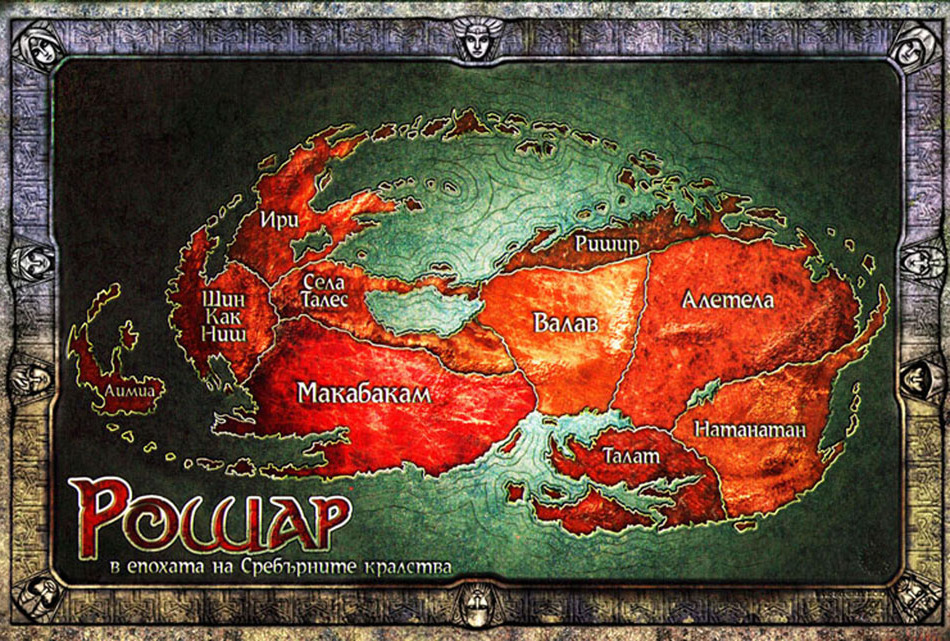 Ири
Ришир
Села
Талес
Шин
Как
Ниш
Алетела
Валав
Макабакам
Аимиа
Натанатан
Талат
Рошар
в епохата на Сребърните кралства